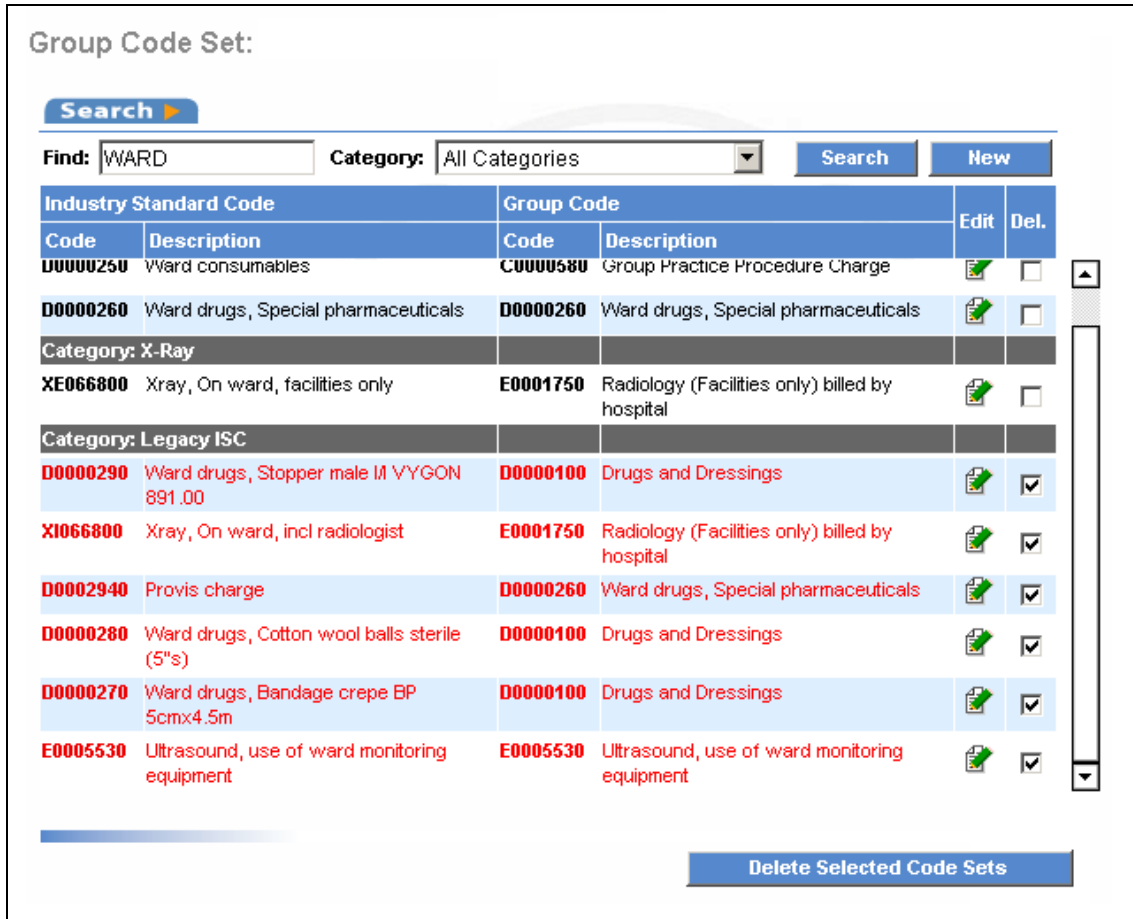 Group Code Set:
Search
Find: WARD Category: All Categories Search New
Industry Standard Code Group Code Edit Del.
Code Description Code Description
D0000250 Ward consumables C0000580 Group Practice Procedure Charge
D0000260 Ward drugs, Special pharmaceuticals D0000260 Ward drugs, Special pharmaceuticals
Category: X-Ray
XE066800 Xray, On ward, facilities only E0001750 Radiology (Facilities only) billed by
hospital
Category: Legacy ISC
D0000290 Ward drugs, Stopper male l/l VYGON D0000100 Drugs and Dressings
891.00
XI066800 Xray, On ward, incl radiologist E0001750 Radiology (Facilities only) billed by
hospital
D0002940 Provis charge D0000260 Ward drugs, Special pharmaceuticals
D0000280 Ward drugs, Cotton wool balls sterile D0000100 Drugs and Dressings
(5"s)
D0000270 Ward drugs, Bandage crepe BP D0000100 Drugs and Dressings
5cmx4.5m
E0005530 Ultrasound, use of ward monitoring E0005530 Ultrasound, use of ward monitoring
equipment equipment
Delete Selected Code Sets